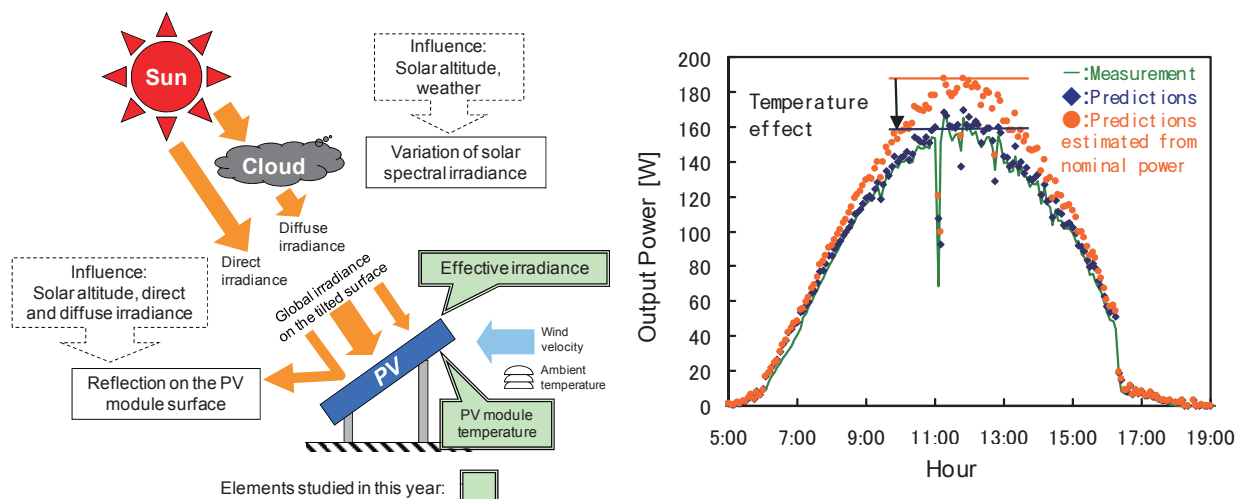 Sun
Cloud
Influence:
Solar altitude,
weather
Variation of solar
spectral irradiance
Diffuse
irradiance
Direct
irradiance
Influence:
Solar altitude, direct
and diffuse irradiance
Reflection on the PV
module surface
Global irradiance
on the tilted surface
Effective irradiance
PV
Wind
velocity
Ambient
temperature
PV module
temperature
Elements studied in this year:
Output Power [W]
200
180
160
140
120
100
80
60
40
20
0
5:00
7:00
9:00
11:00
13:00
15:00
17:00
19:00
Hour
Temperature
effect
:Measurement
:Predictions
:Predictions
estimated from
nominal power